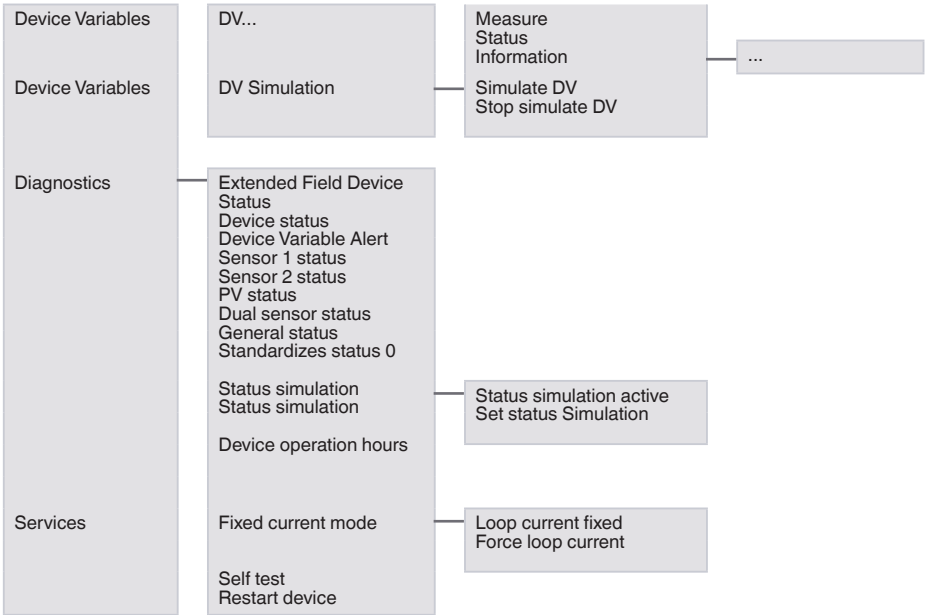 Device Variables
DV...
Measure
Status
Information
...
Device Variables
DV Simulation
Simulate DV
Stop simulate DV
Diagnostics
Extended Field Device
Status
Device status
Device Variable Alert
Sensor 1 status
Sensor 2 status
PV status
Dual sensor status
General status
Standardizes status 0
Status simulation
Status simulation
Status simulation active
Set status Simulation
Device operation hours
Services
Fixed current mode
Loop current fixed
Force loop current
Self test
Restart device